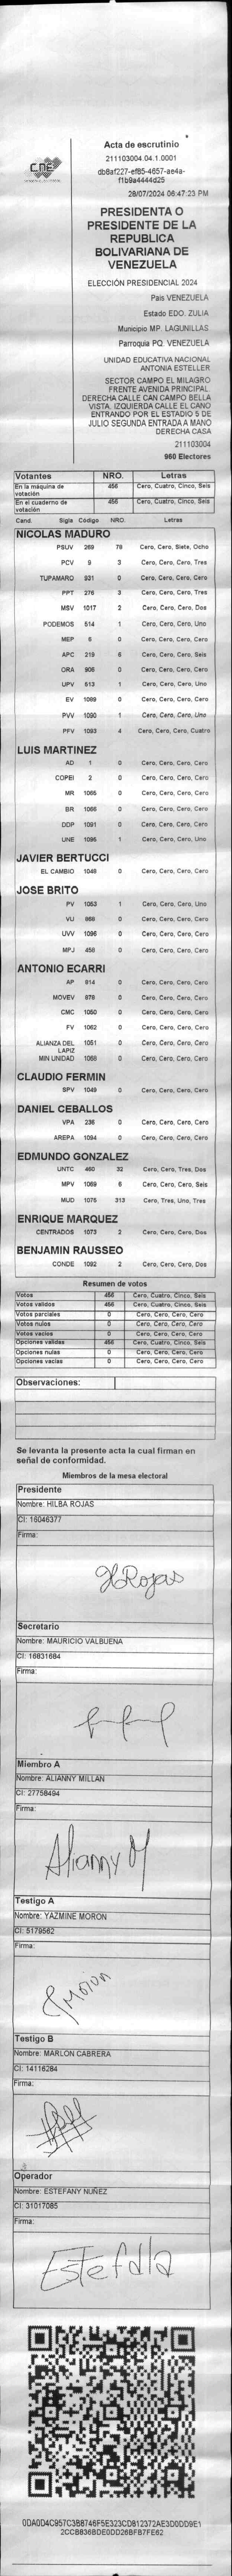 CNE
Acta de escrutinio
211103004.04.1.0001
db8af227-ef85-4657-ae4a-
f1b9a4444d25
28/07/2024 06:47:23 PM
PRESIDENTA O
PRESIDENTE DE LA
REPUBLICA
BOLIVARIANA DE
VENEZUELA
ELECCIÓN PRESIDENCIAL 2024
Pais VENEZUELA
Estado EDO. ZULIA
Municipio MP. LAGUNILLAS
Parroquia PQ. VENEZUELA
UNIDAD EDUCATIVA NACIONAL
ANTONIA ESTELLER
SECTOR CAMPO EL MILAGRO
FRENTE AVENIDA PRINCIPAL.
DERECHA CALLE CAN CAMPO BELLA
VISTA. IZQUIERDA CALLE EL CANO
ENTRANDO POR EL ESTADIO 5 DE
JULIO SEGUNDA ENTRADA A MANO
DERECHA CASA
211103004
960 Electores
Votantes NRO. Letras
En la máquina de votación 456 Cero, Cuatro, Cinco, Seis
En el cuaderno de votación 456 Cero, Cuatro, Cinco, Seis
Cand. Sigla Código NRO. Letras
NICOLAS MADURO
PSUV 269 78 Cero, Cero, Siete, Ocho
PCV 9 3 Cero, Cero, Cero, Tres
TUPAMARO 931 0 Cero, Cero, Cero, Cero
PPT 276 3 Cero, Cero, Cero, Tres
MSV 1017 2 Cero, Cero, Cero, Dos
PODEMOS 514 1 Cero, Cero, Cero, Uno
MEP 6 0 Cero, Cero, Cero, Cero
APC 219 6 Cero, Cero, Cero, Seis
ORA 906 0 Cero, Cero, Cero, Cero
UPV 513 1 Cero, Cero, Cero, Uno
EV 1089 0 Cero, Cero, Cero, Cero
PVV 1090 1 Cero, Cero, Cero, Uno
PFV 1093 4 Cero, Cero, Cero, Cuatro
LUIS MARTINEZ
AD 1 0 Cero, Cero, Cero, Cero
COPEI 2 0 Cero, Cero, Cero, Cero
MR 1065 0 Cero, Cero, Cero, Cero
BR 1066 0 Cero, Cero, Cero, Cero
DDP 1091 0 Cero, Cero, Cero, Cero
UNE 1095 1 Cero, Cero, Cero, Uno
JAVIER BERTUCCI
EL CAMBIO 1048 0 Cero, Cero, Cero, Cero
JOSE BRITO
PV 1053 1 Cero, Cero, Cero, Uno
VU 869 0 Cero, Cero, Cero, Cero
UVV 1096 0 Cero, Cero, Cero, Cero
MPJ 458 0 Cero, Cero, Cero, Cero
ANTONIO ECARRI
AP 814 0 Cero, Cero, Cero, Cero
MOVEV 878 0 Cero, Cero, Cero, Cero
CMC 1050 0 Cero, Cero, Cero, Cero
FV 1062 0 Cero, Cero, Cero, Cero
ALIANZA DEL LAPIZ 1051 0 Cero, Cero, Cero, Cero
MIN UNIDAD 1068 0 Cero, Cero, Cero, Cero
CLAUDIO FERMIN
SPV 1049 0 Cero, Cero, Cero, Cero
DANIEL CEBALLOS
VPA 236 0 Cero, Cero, Cero, Cero
AREPA 1094 0 Cero, Cero, Cero, Cero
EDMUNDO GONZALEZ
UNTC 460 32 Cero, Cero, Tres, Dos
MPV 1069 6 Cero, Cero, Cero, Seis
MUD 1076 313 Cero, Tres, Uno, Tres
ENRIQUE MARQUEZ
CENTRADOS 1073 2 Cero, Cero, Cero, Dos
BENJAMIN RAUSSEO
CONDE 1092 2 Cero, Cero, Cero, Dos
Resumen de votos
Votos 456 Cero, Cuatro, Cinco, Seis
Votos validos 456 Cero, Cuatro, Cinco, Seis
Votos parciales 0 Cero, Cero, Cero, Cero
Votos nulos 0 Cero, Cero, Cero, Cero
Votos vacios 0 Cero, Cero, Cero, Cero
Opciones validas 456 Cero, Cuatro, Cinco, Seis
Opciones nulas 0 Cero, Cero, Cero, Cero
Opciones vacias 0 Cero, Cero, Cero, Cero
Observaciones:
Se levanta la presente acta la cual firman en
señal de conformidad.
Miembros de la mesa electoral
Presidente
Nombre: HILBA ROJAS
CI: 16046377
Firma:
HRojas
Secretario
Nombre: MAURICIO VALBUENA
CI: 16831684
Firma:
Miembro A
Nombre: ALIANNY MILLAN
CI: 27758494
Firma:
Alianny M
Testigo A
Nombre: YAZMINE MORON
CI: 5179562
Firma:
Moron
Testigo B
Nombre: MARLON CABRERA
CI: 14116284
Firma:
Operador
Nombre: ESTEFANY NUÑEZ
CI: 31017085
Firma:
0DA0D4C957C3B8746F5E323CD812372AE3D0DD9E1
2CCB836BDE0DD26BFB7FE62